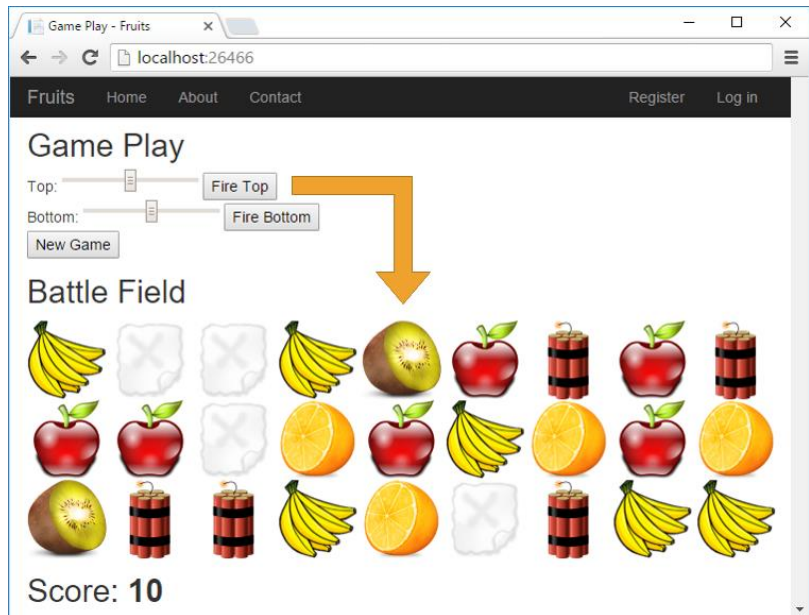 Game Play - Fruits
localhost:26466
Fruits Home About Contact Register Log in
Game Play
Top: Fire Top
Bottom: Fire Bottom
New Game
Battle Field
Score: 10